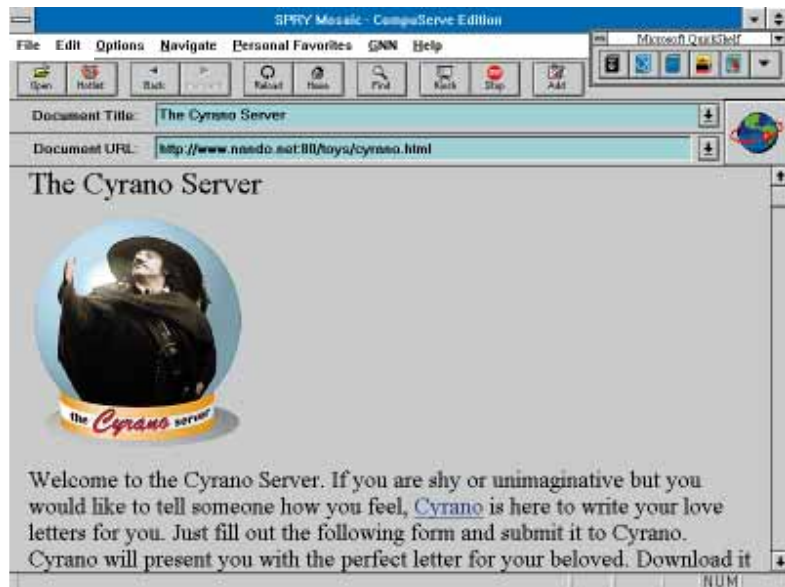 SPRY Mosaic - CompuServe Edition
Microsoft QuickShelf
File Edit Options Navigate Personal Favorites GNN Help
Open Hotlist Back Forward Reload Home Find Kiosk Stop Add
Document Title: The Cyrano Server
Document URL: http://www.nando.net:80/toys/cyrano.html
The Cyrano Server
the Cyrano server
Welcome to the Cyrano Server. If you are shy or unimaginative but you
would like to tell someone how you feel, Cyrano is here to write your love
letters for you. Just fill out the following form and submit it to Cyrano.
Cyrano will present you with the perfect letter for your beloved. Download it
NUM